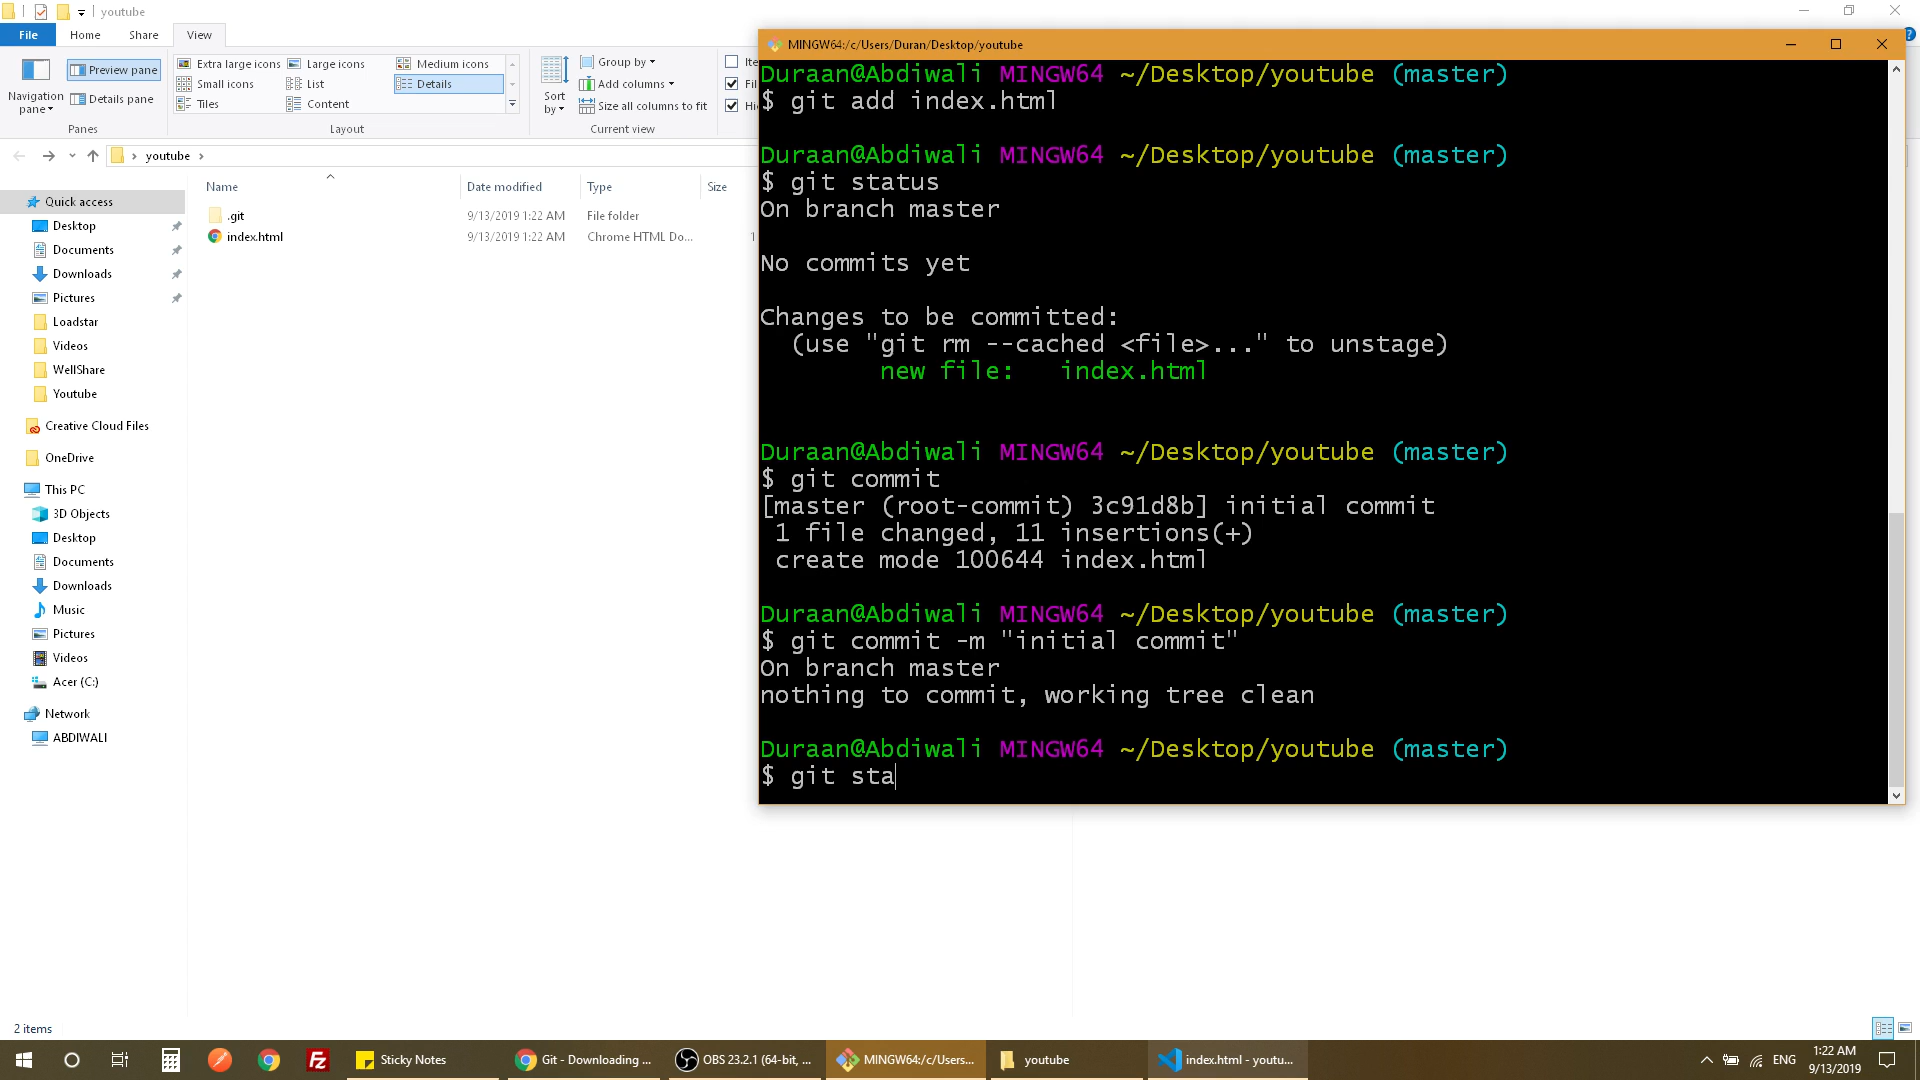 youtube
File Home Share View
Navigation pane
Preview pane
Details pane
Panes
Extra large icons Large icons Medium icons
Small icons List Details
Tiles Content
Layout
Sort by
Group by
Add columns
Size all columns to fit
Current view
Ite
Fil
Hi
youtube
Name Date modified Type Size
.git 9/13/2019 1:22 AM File folder
index.html 9/13/2019 1:22 AM Chrome HTML Do... 1
Quick access
Desktop
Documents
Downloads
Pictures
Loadstar
Videos
WellShare
Youtube
Creative Cloud Files
OneDrive
This PC
3D Objects
Desktop
Documents
Downloads
Music
Pictures
Videos
Acer (C:)
Network
ABDIWALI
2 items
MINGW64:/c/Users/Duran/Desktop/youtube
Duraan@Abdiwali MINGW64 ~/Desktop/youtube (master)
$ git add index.html
Duraan@Abdiwali MINGW64 ~/Desktop/youtube (master)
$ git status
On branch master
No commits yet
Changes to be committed:
(use "git rm --cached <file>..." to unstage)
new file: index.html
Duraan@Abdiwali MINGW64 ~/Desktop/youtube (master)
$ git commit
[master (root-commit) 3c91d8b] initial commit
1 file changed, 11 insertions(+)
create mode 100644 index.html
Duraan@Abdiwali MINGW64 ~/Desktop/youtube (master)
$ git commit -m "initial commit"
On branch master
nothing to commit, working tree clean
Duraan@Abdiwali MINGW64 ~/Desktop/youtube (master)
$ git sta
Sticky Notes
Git - Downloading ...
OBS 23.2.1 (64-bit, ...
MINGW64:/c/Users...
youtube
index.html - youtu...
ENG
1:22 AM
9/13/2019